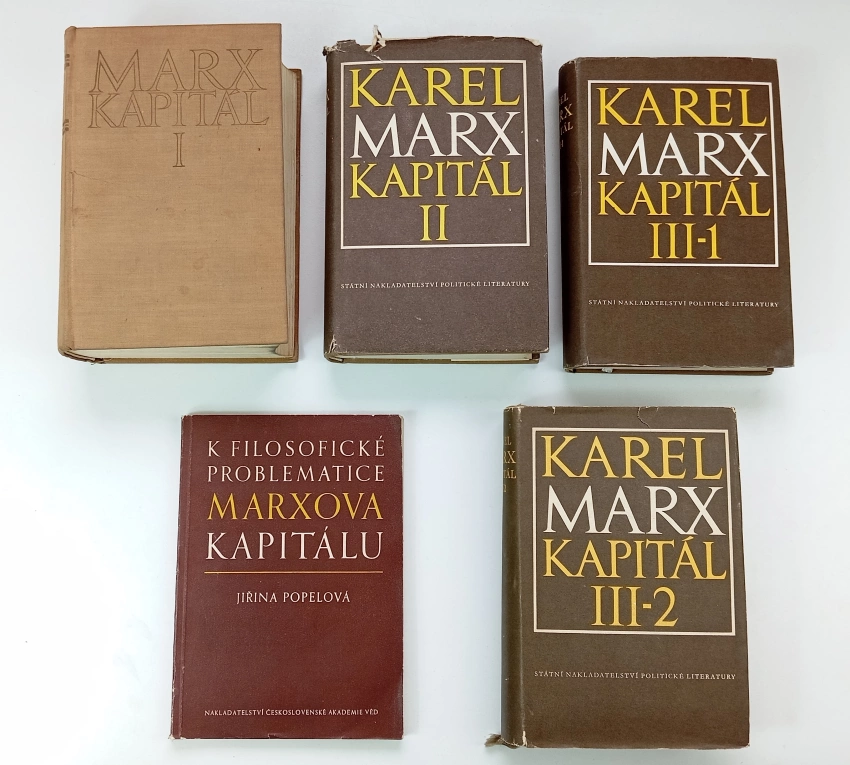 MARX
KAPITÁL
I
KAREL
MARX
KAPITÁL
II
STÁTNÍ NAKLADATELSTVÍ POLITICKÉ LITERATURY
KAREL
MARX
KAPITÁL
III-1
STÁTNÍ NAKLADATELSTVÍ POLITICKÉ LITERATURY
K FILOSOFICKÉ
PROBLEMATICE
MARXOVA
KAPITÁLU
JIŘINA POPELOVÁ
NAKLADATELSTVÍ ČESKOSLOVENSKÉ AKADEMIE VĚD
KAREL
MARX
KAPITÁL
III-2
STÁTNÍ NAKLADATELSTVÍ POLITICKÉ LITERATURY